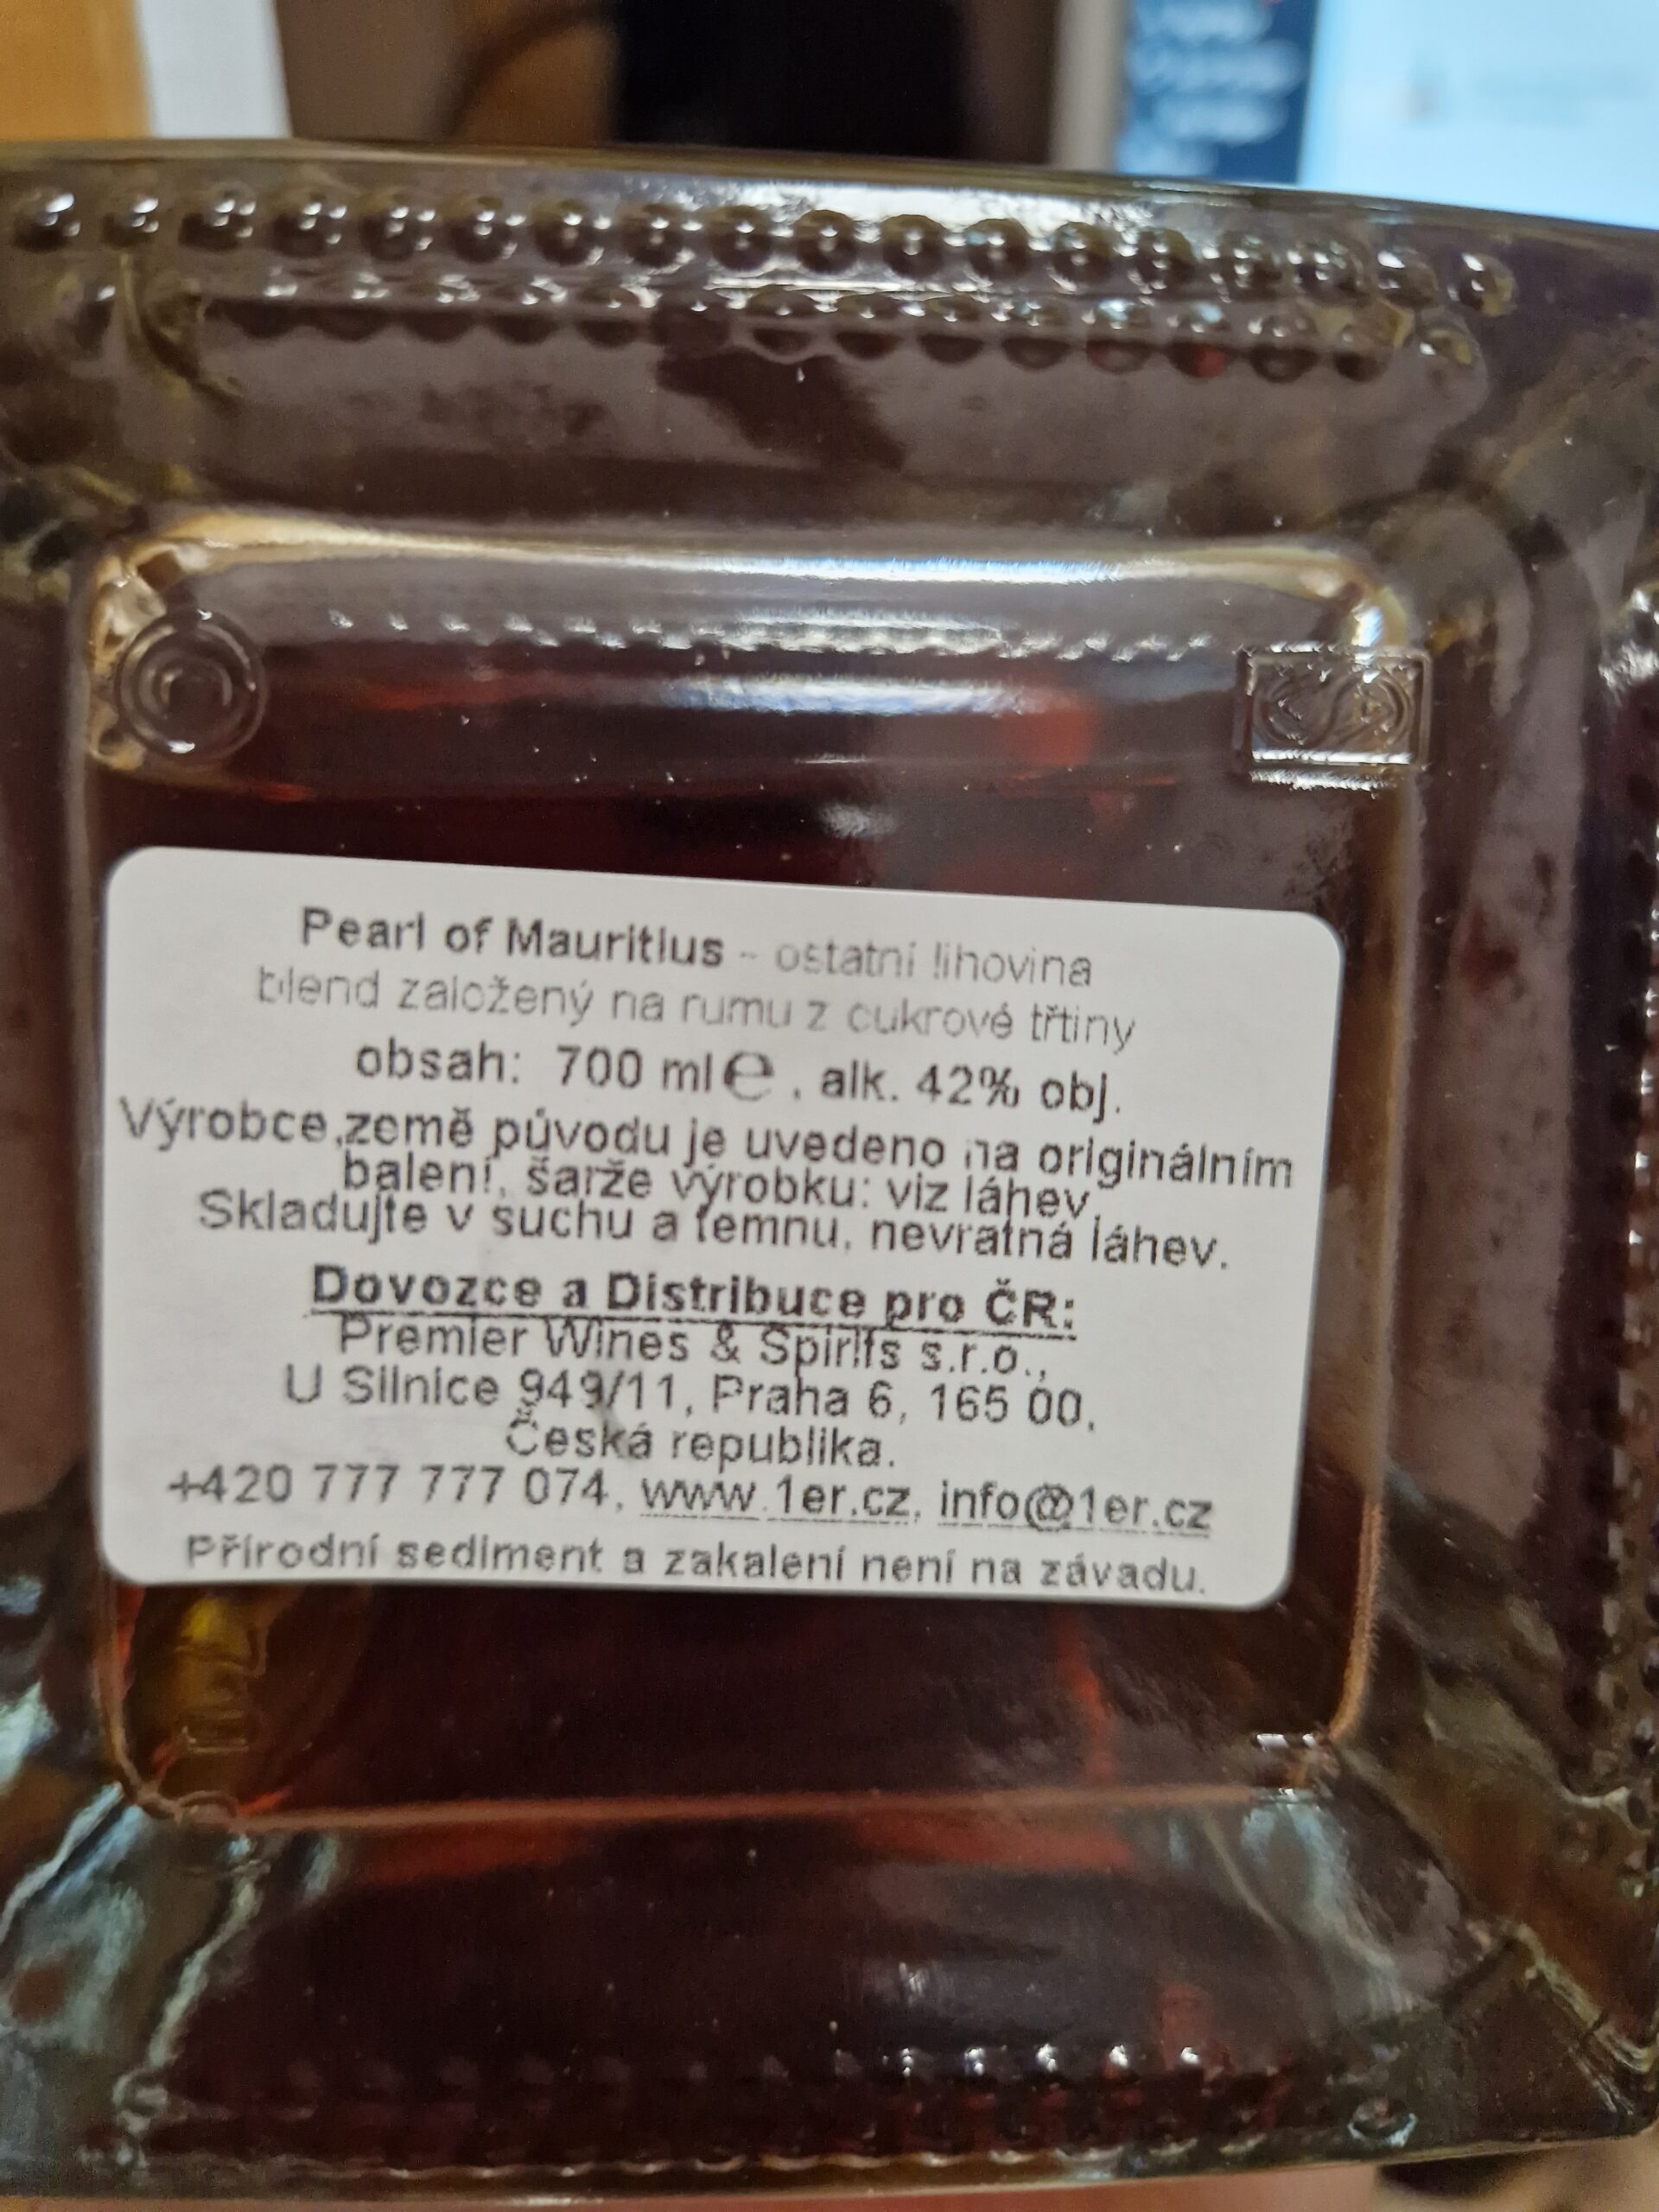 Pearl of Mauritius - ostatní lihovina
blend založený na rumu z cukrové třtiny
obsah: 700 ml ℮ , alk. 42% obj.
Výrobce,země původu je uvedeno na originálním
balení, šarže výrobku: viz láhev.
Skladujte v suchu a temnu, nevratná láhev.
Dovozce a Distribuce pro ČR:
Premier Wines & Spirits s.r.o.,
U Silnice 949/11, Praha 6, 165 00,
Česká republika.
+420 777 777 074, www.1er.cz, info@1er.cz
Přírodní sediment a zakalení není na závadu.